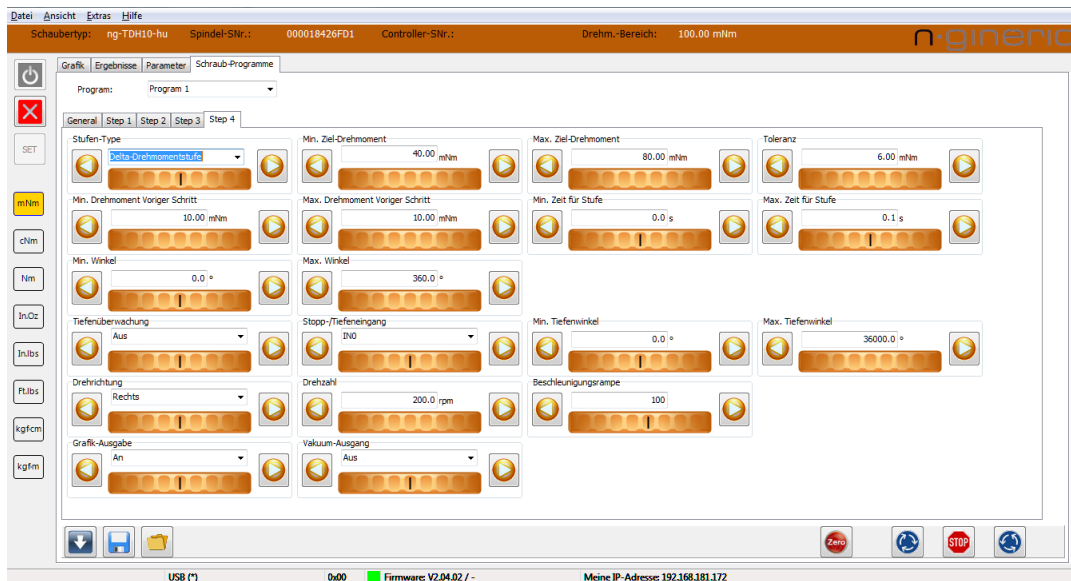 Datei Ansicht Extras Hilfe
Schaubertyp: ng-TDH10-hu Spindel-SNr.: 000018426FD1 Controller-SNr.: Drehm.-Bereich: 100.00 mNm n-gineric
Grafik Ergebnisse Parameter Schraub-Programme
Program: Program 1
General Step 1 Step 2 Step 3 Step 4
SET
mNm
cNm
Nm
In.Oz
In.lbs
Ft.lbs
kgf-cm
kgf-m
Stufen-Type Min. Ziel-Drehmoment Max. Ziel-Drehmoment Toleranz
Delta-Drehmomentstufe 40.00 mNm 80.00 mNm 6.00 mNm
Min. Drehmoment Voriger Schritt Max. Drehmoment Voriger Schritt Min. Zeit für Stufe Max. Zeit für Stufe
10.00 mNm 10.00 mNm 0.0 s 0.1 s
Min. Winkel Max. Winkel
0.0 ° 360.0 °
Tiefenüberwachung Stopp-/Tiefeneingang Min. Tiefenwinkel Max. Tiefenwinkel
Aus IN0 0.0 ° 36000.0 °
Drehrichtung Drehzahl Beschleunigungsrampe
Rechts 200.0 rpm 100
Grafik-Ausgabe Vakuum-Ausgang
An Aus
Zero STOP
USB (*) 0x00 Firmware: V2.04.02 / - Meine IP-Adresse: 192.168.181.172